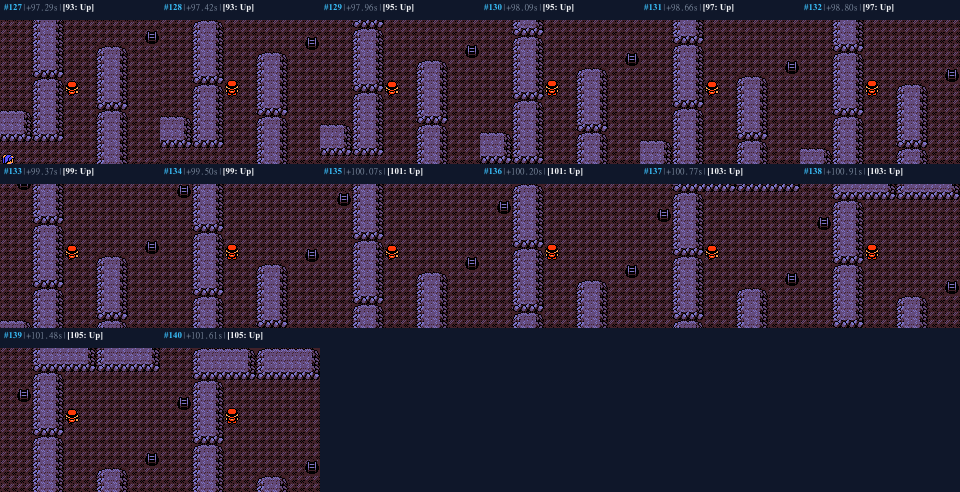 #127|+97.29s|[93: Up]
#128|+97.42s|[93: Up]
#129|+97.96s|[95: Up]
#130|+98.09s|[95: Up]
#131|+98.66s|[97: Up]
#132|+98.80s|[97: Up]
#133|+99.37s|[99: Up]
#134|+99.50s|[99: Up]
#135|+100.07s|[101: Up]
#136|+100.20s|[101: Up]
#137|+100.77s|[103: Up]
#138|+100.91s|[103: Up]
#139|+101.48s|[105: Up]
#140|+101.61s|[105: Up]